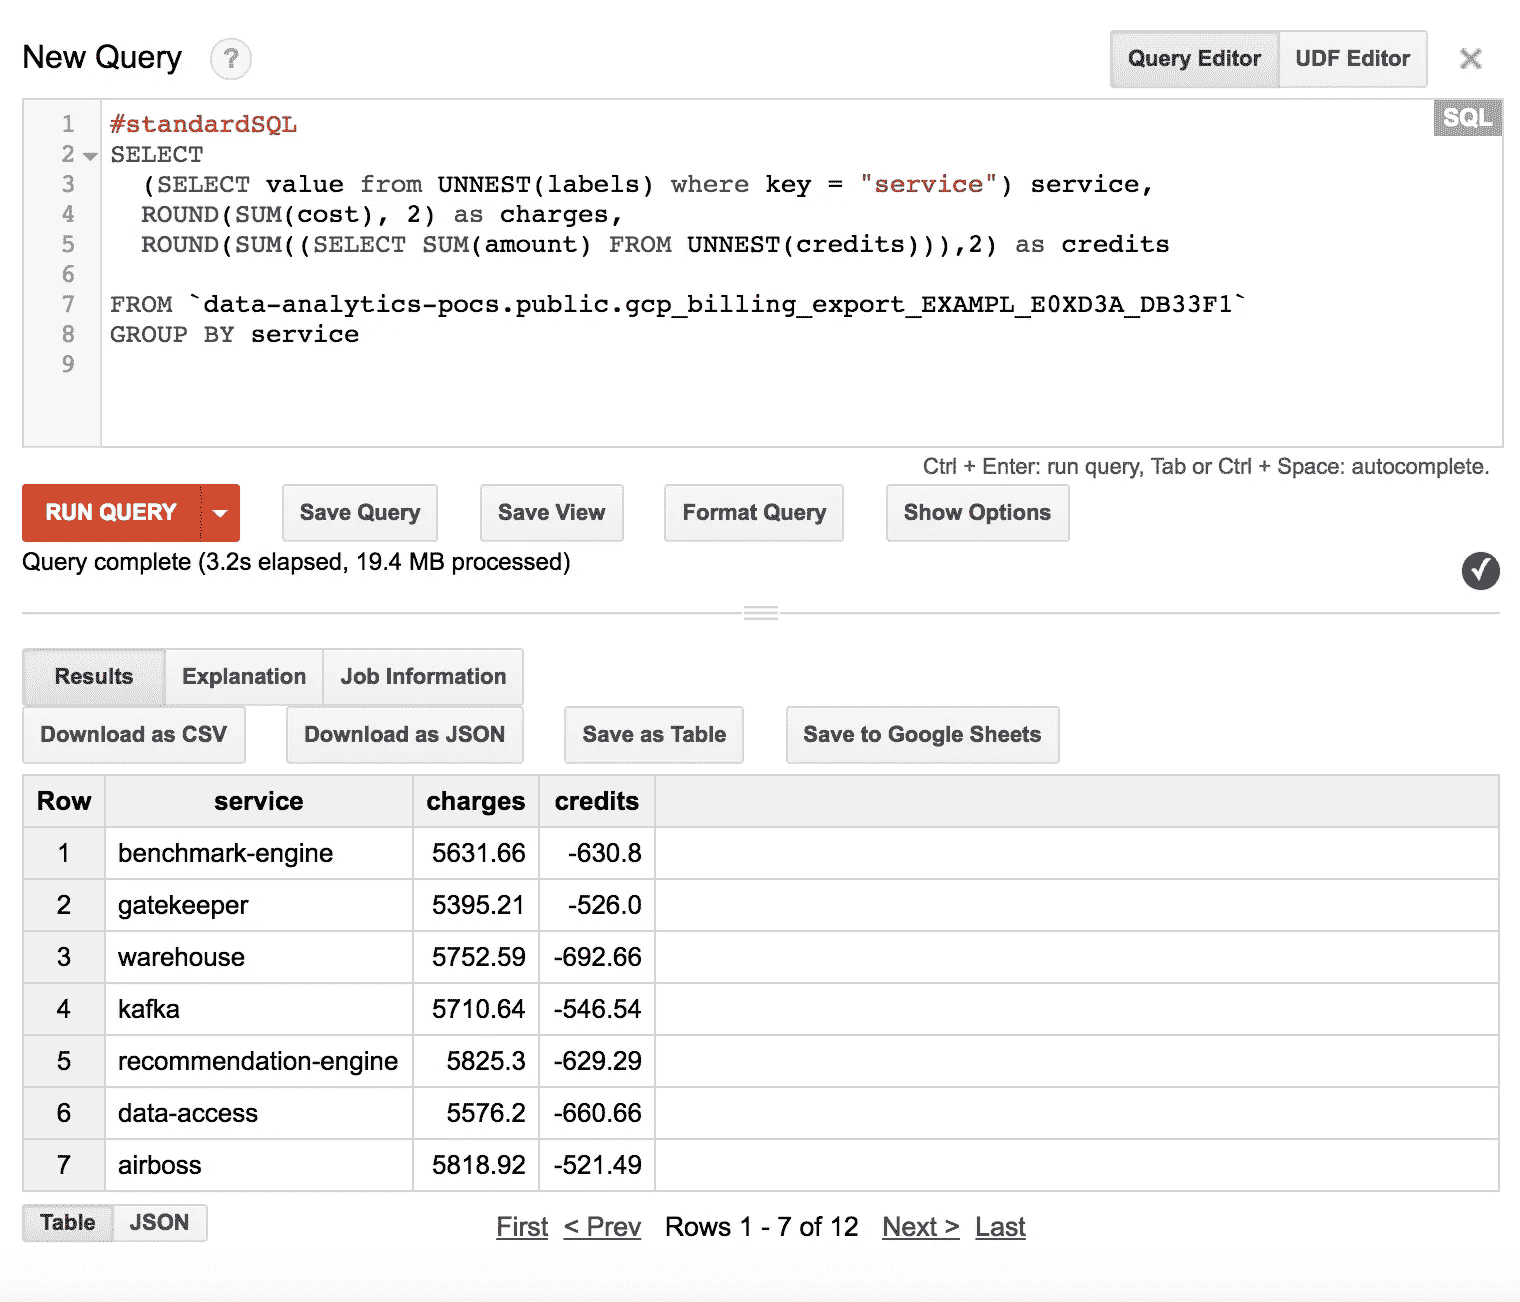 New Query ? Query Editor UDF Editor ×
SQL
1 #standardSQL
2 SELECT
3 (SELECT value from UNNEST(labels) where key = "service") service,
4 ROUND(SUM(cost), 2) as charges,
5 ROUND(SUM((SELECT SUM(amount) FROM UNNEST(credits))),2) as credits
6
7 FROM `data-analytics-pocs.public.gcp_billing_export_EXAMPL_E0XD3A_DB33F1`
8 GROUP BY service
9
Ctrl + Enter: run query, Tab or Ctrl + Space: autocomplete.
RUN QUERY Save Query Save View Format Query Show Options
Query complete (3.2s elapsed, 19.4 MB processed)
Results Explanation Job Information
Download as CSV Download as JSON Save as Table Save to Google Sheets
Row service charges credits
1 benchmark-engine 5631.66 -630.8
2 gatekeeper 5395.21 -526.0
3 warehouse 5752.59 -692.66
4 kafka 5710.64 -546.54
5 recommendation-engine 5825.3 -629.29
6 data-access 5576.2 -660.66
7 airboss 5818.92 -521.49
Table JSON First < Prev Rows 1 - 7 of 12 Next > Last